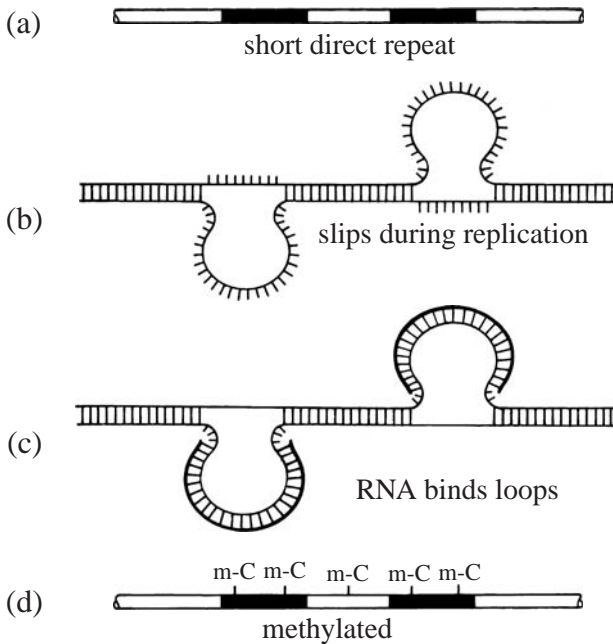 (a)
short direct repeat
(b)
slips during replication
(c)
RNA binds loops
m-C m-C m-C m-C m-C
(d)
methylated